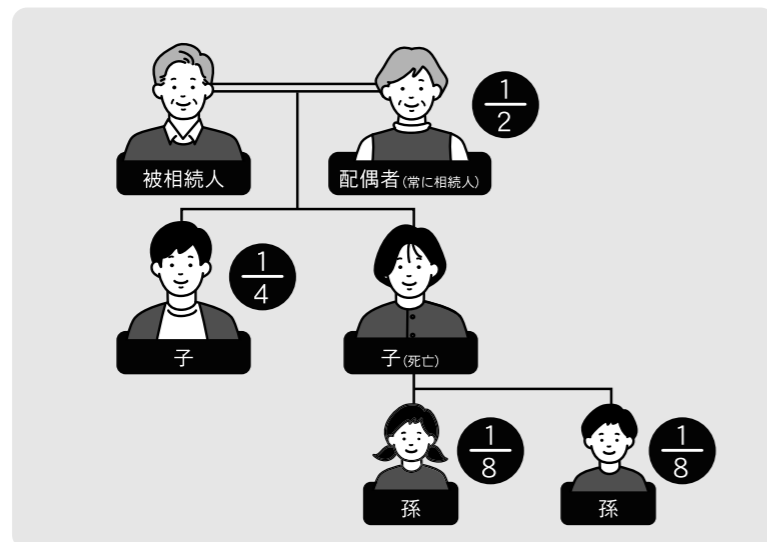 被相続人
配偶者(常に相続人)
1/2
子
1/4
子(死亡)
孫
1/8
孫
1/8